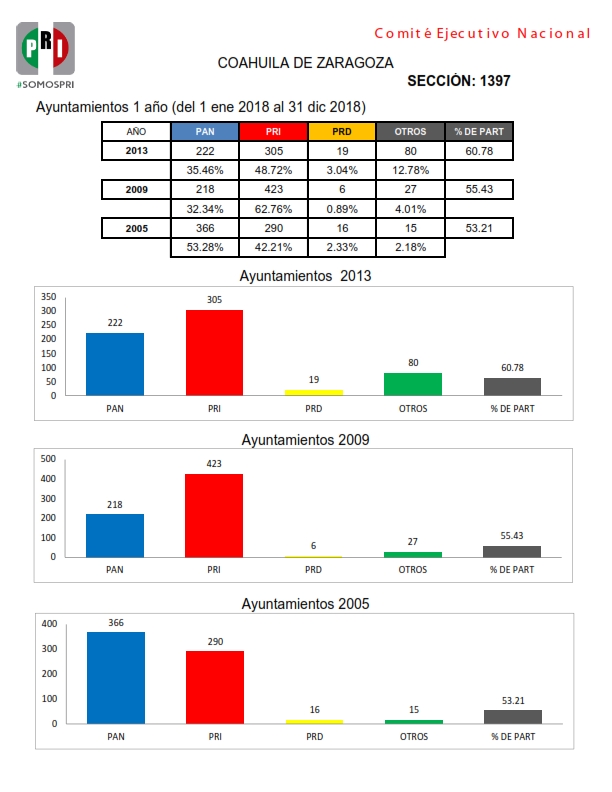 Comité Ejecutivo Nacional
PRI
#SOMOSPRI
COAHUILA DE ZARAGOZA
SECCIÓN: 1397
Ayuntamientos 1 año (del 1 ene 2018 al 31 dic 2018)
AÑO PAN PRI PRD OTROS % DE PART
2013 222 305 19 80 60.78
35.46% 48.72% 3.04% 12.78%
2009 218 423 6 27 55.43
32.34% 62.76% 0.89% 4.01%
2005 366 290 16 15 53.21
53.28% 42.21% 2.33% 2.18%
Ayuntamientos 2013
350
300
250
200
150
100
50
0
222 305 19 80 60.78
PAN PRI PRD OTROS % DE PART
Ayuntamientos 2009
500
400
300
200
100
0
218 423 6 27 55.43
PAN PRI PRD OTROS % DE PART
Ayuntamientos 2005
400
300
200
100
0
366 290 16 15 53.21
PAN PRI PRD OTROS % DE PART